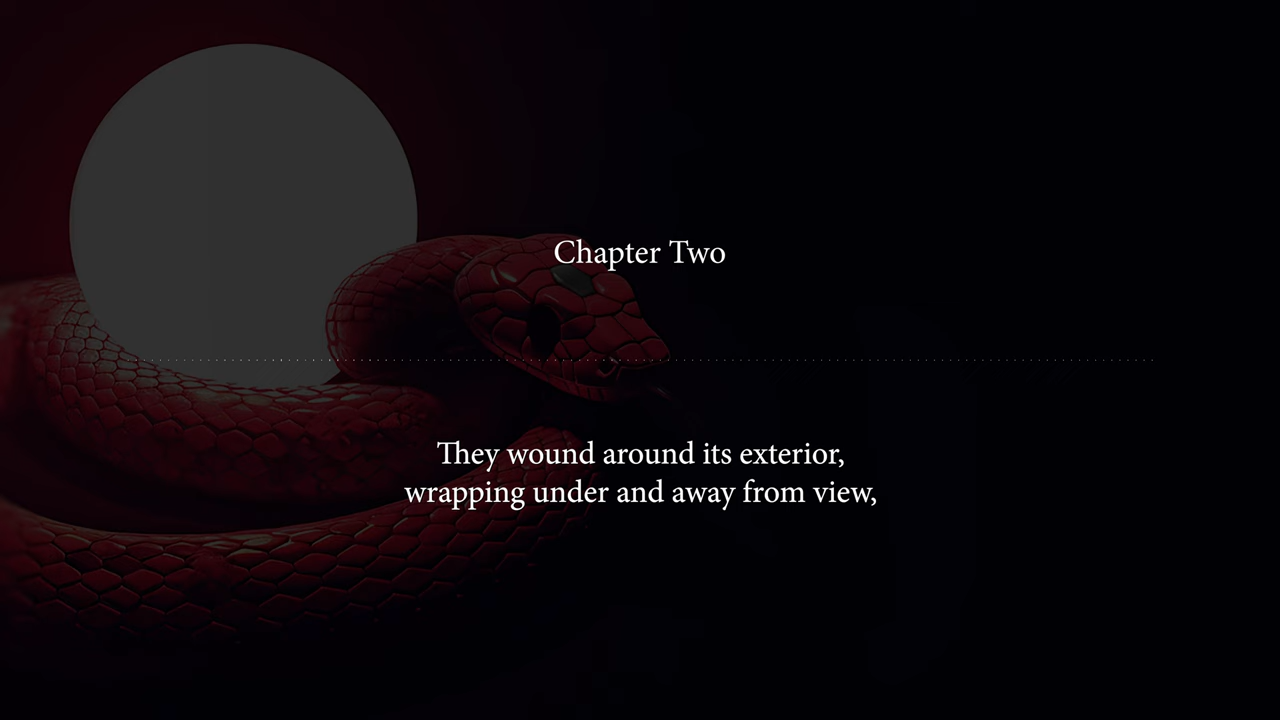 Chapter Two
They wound around its exterior,
wrapping under and away from view,